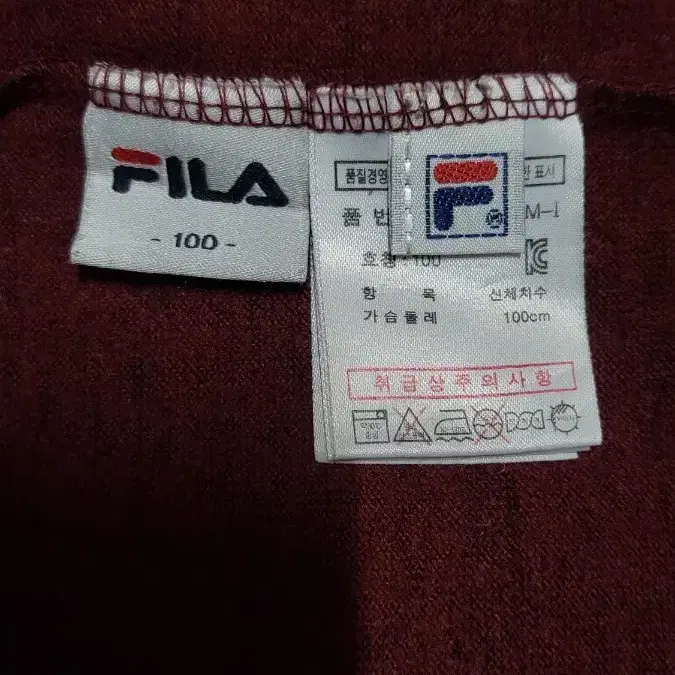 FILA
- 100 -
품질경영 표시
품 번 M-1
호칭 · 100
항 목 신체치수
가슴둘레 100cm
취급상주의사항